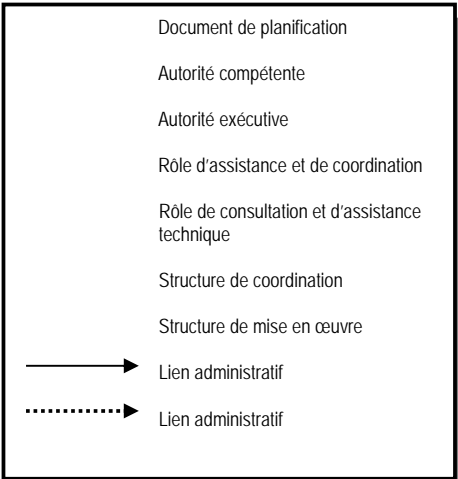 Document de planification
Autorité compétente
Autorité exécutive
Rôle d'assistance et de coordination
Rôle de consultation et d'assistance
technique
Structure de coordination
Structure de mise en œuvre
Lien administratif
Lien administratif